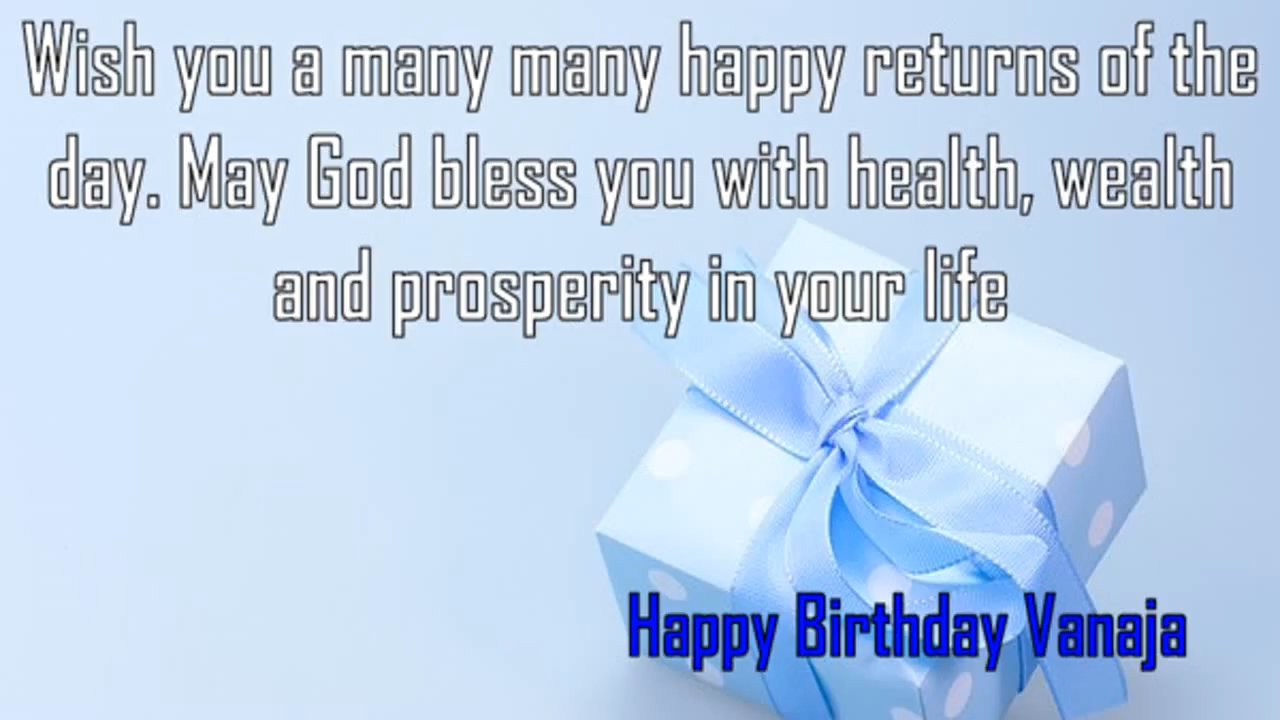 Wish you a many many happy returns of the
day. May God bless you with health, wealth
and prosperity in your life
Happy Birthday Vanaja